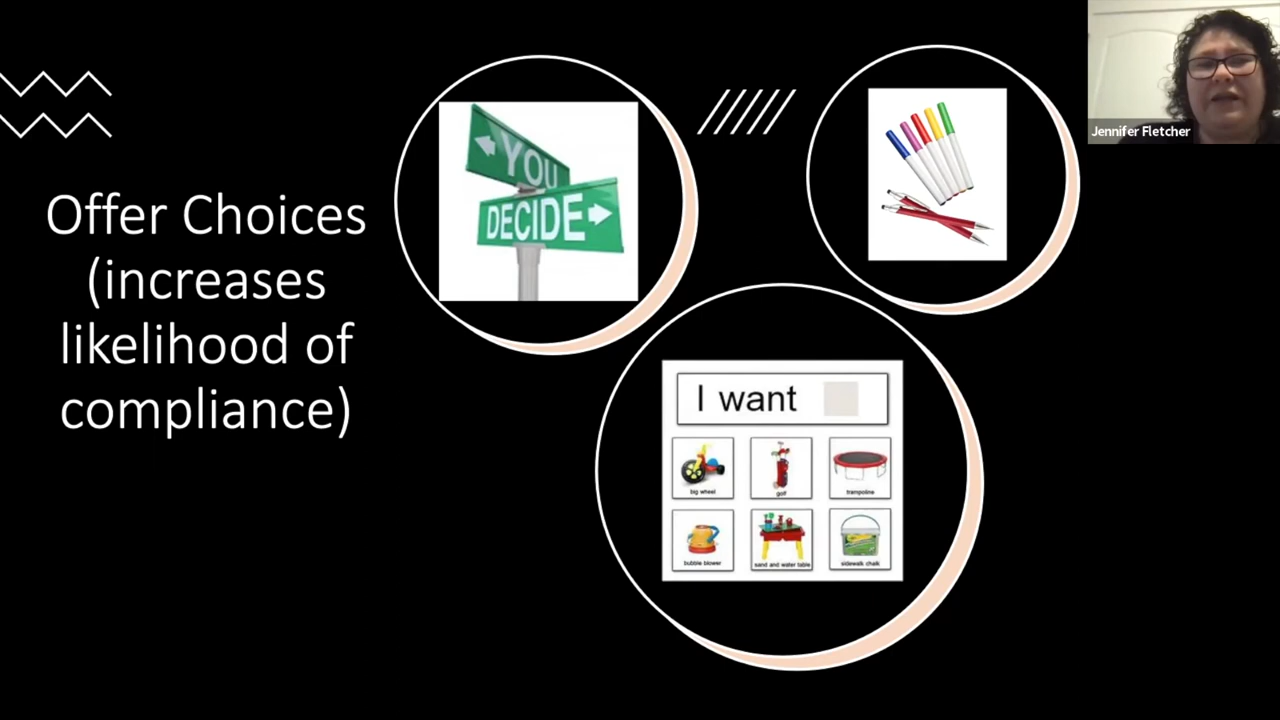 Offer Choices
(increases
likelihood of
compliance)
YOU
DECIDE
I want
big wheel
golf
trampoline
bubble blower
sand and water table
sidewalk chalk
Jennifer Fletcher